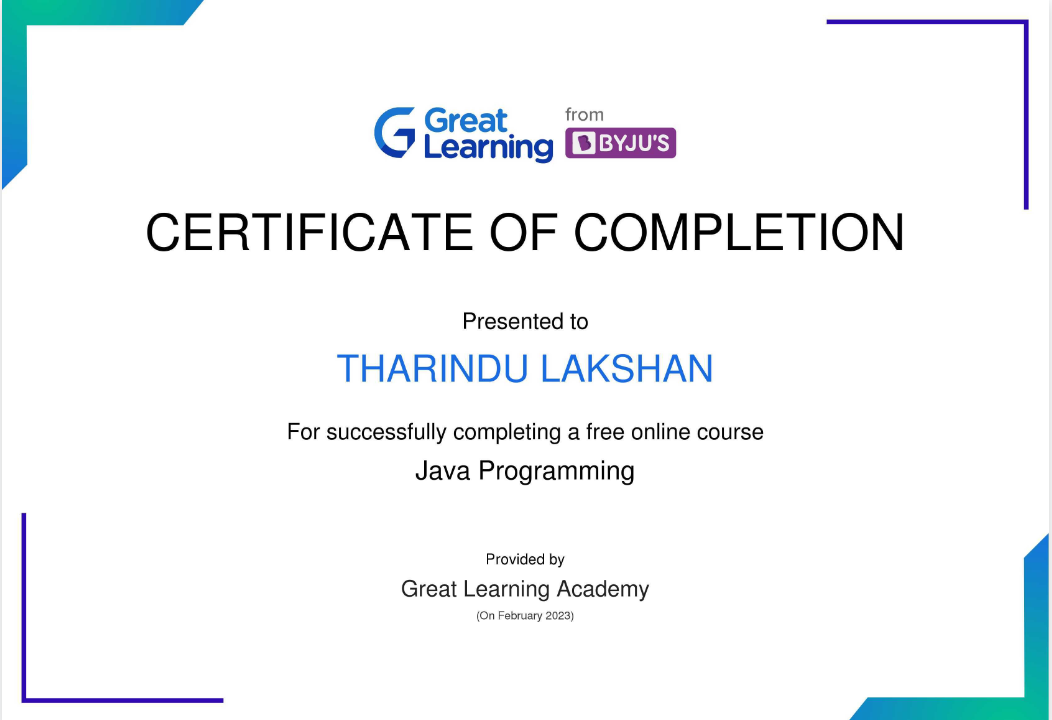 Great Learning
from
BYJU'S
CERTIFICATE OF COMPLETION
Presented to
THARINDU LAKSHAN
For successfully completing a free online course
Java Programming
Provided by
Great Learning Academy
(On February 2023)